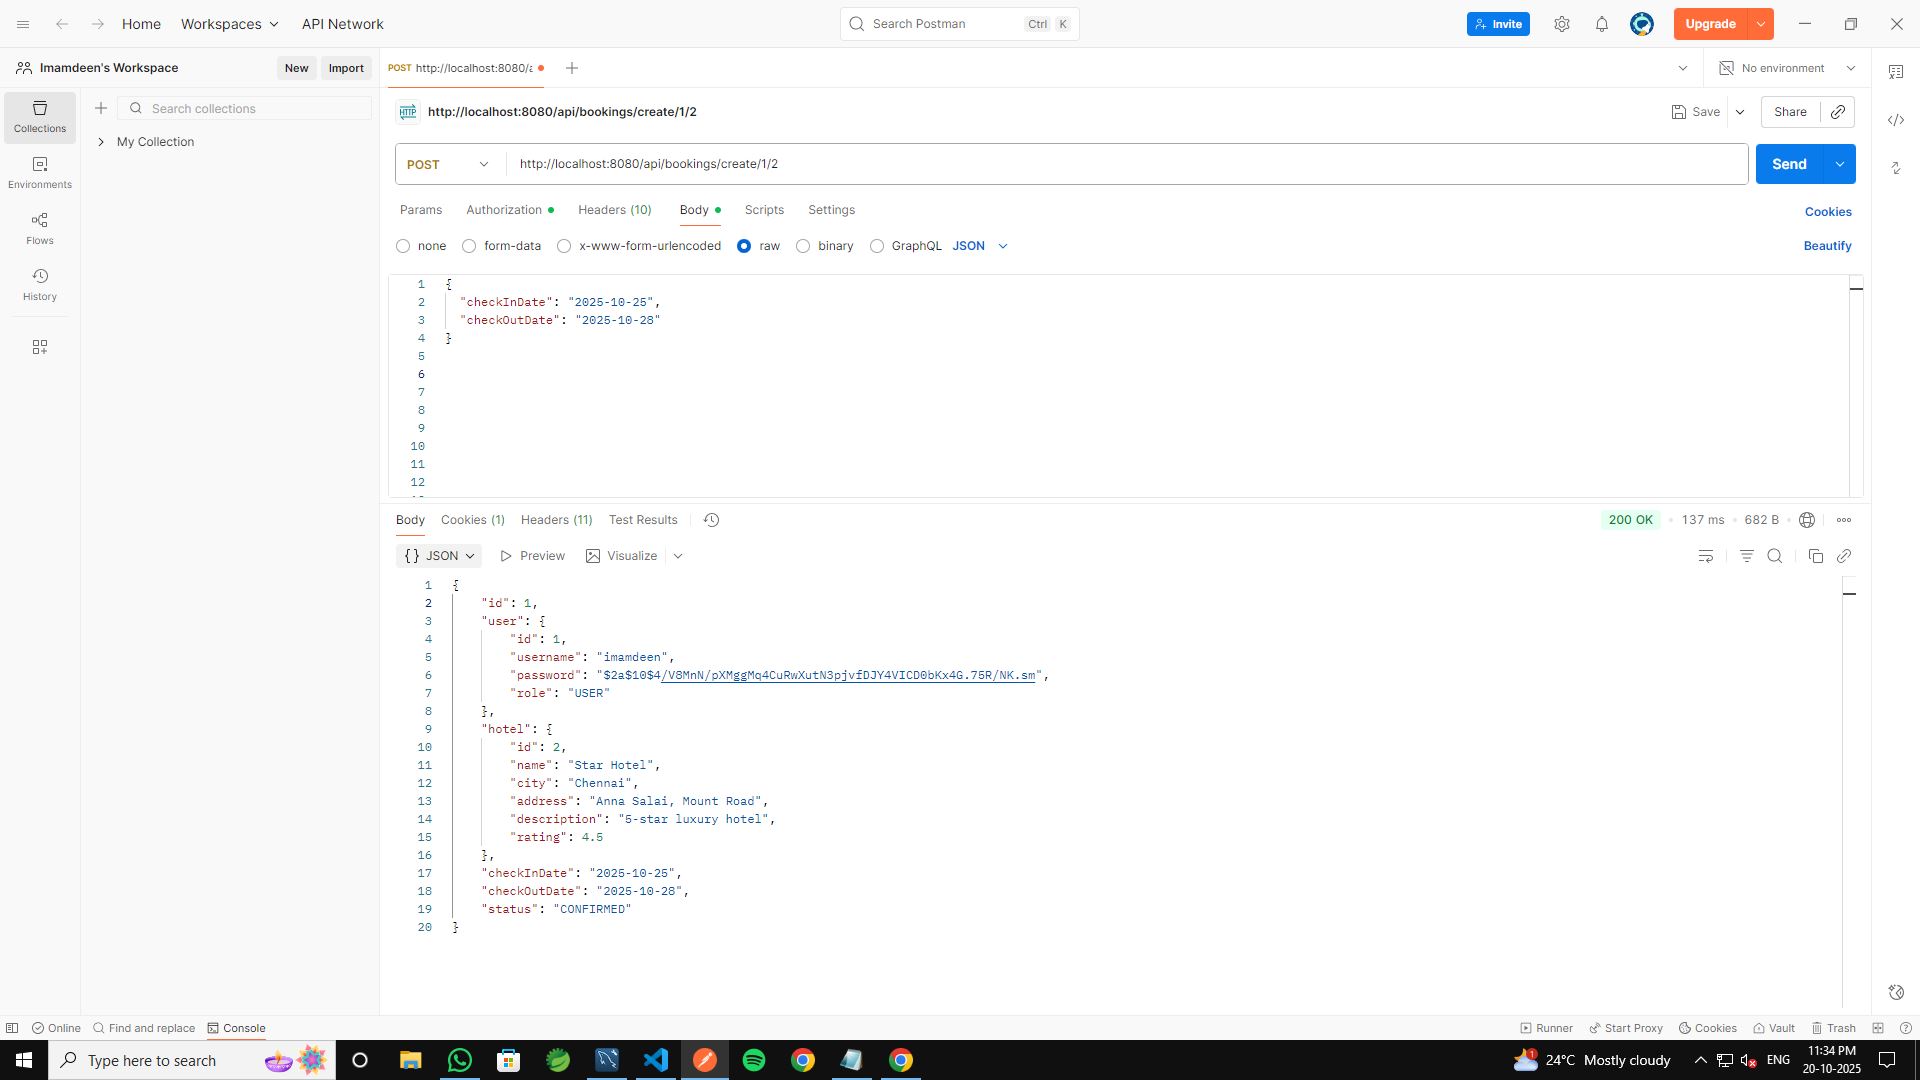 Home Workspaces API Network Search Postman Ctrl K Invite Upgrade
Imamdeen's Workspace New Import POST http://localhost:8080/a No environment
Collections
Environments
Flows
History
Search collections
My Collection
HTTP http://localhost:8080/api/bookings/create/1/2 Save Share
POST http://localhost:8080/api/bookings/create/1/2 Send
Params Authorization Headers (10) Body Scripts Settings Cookies
none form-data x-www-form-urlencoded raw binary GraphQL JSON Beautify
1 {
2 "checkInDate": "2025-10-25",
3 "checkOutDate": "2025-10-28"
4 }
5
6
7
8
9
10
11
12
Body Cookies (1) Headers (11) Test Results 200 OK 137 ms 682 B
{} JSON Preview Visualize
1 {
2 "id": 1,
3 "user": {
4 "id": 1,
5 "username": "imamdeen",
6 "password": "$2a$10$4/V8MnN/pXMggMq4CuRwXutN3pjvfDJY4VICD0bKx4G.75R/NK.sm",
7 "role": "USER"
8 },
9 "hotel": {
10 "id": 2,
11 "name": "Star Hotel",
12 "city": "Chennai",
13 "address": "Anna Salai, Mount Road",
14 "description": "5-star luxury hotel",
15 "rating": 4.5
16 },
17 "checkInDate": "2025-10-25",
18 "checkOutDate": "2025-10-28",
19 "status": "CONFIRMED"
20 }
Online Find and replace Console Runner Start Proxy Cookies Vault Trash
Type here to search 1 24°C Mostly cloudy ENG 11:34 PM
20-10-2025